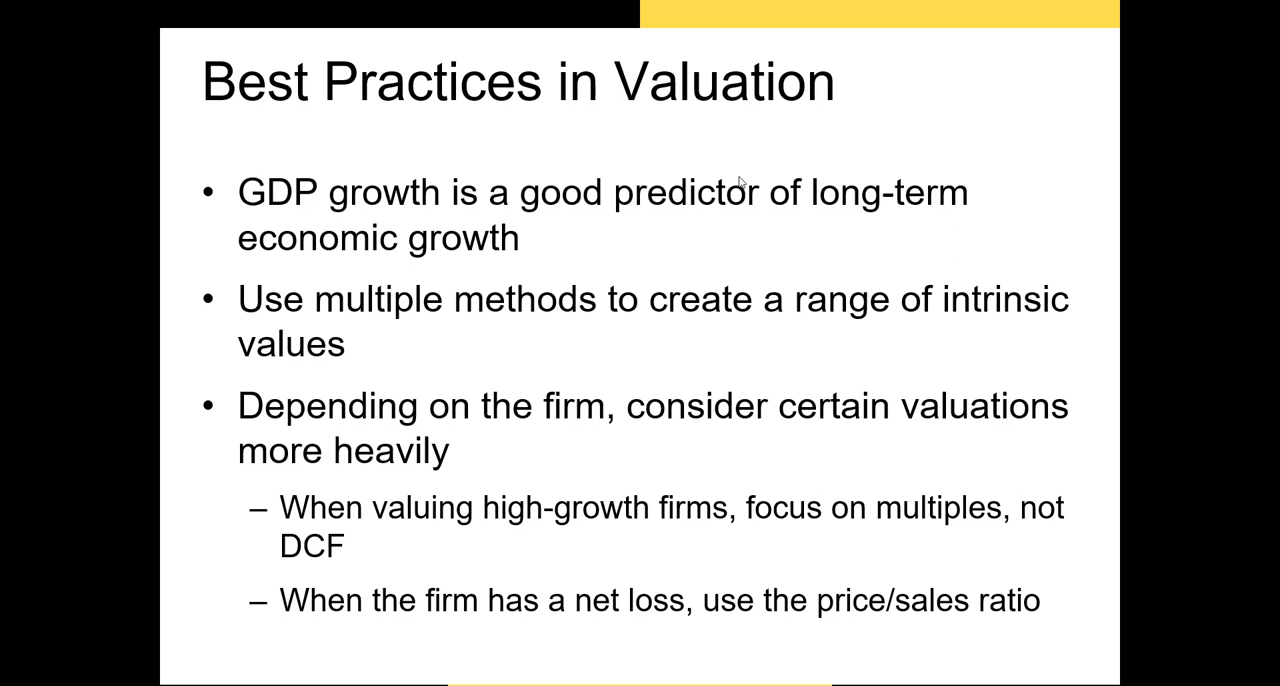 Best Practices in Valuation
• GDP growth is a good predictor of long-term
economic growth
• Use multiple methods to create a range of intrinsic
values
• Depending on the firm, consider certain valuations
more heavily
– When valuing high-growth firms, focus on multiples, not
DCF
– When the firm has a net loss, use the price/sales ratio